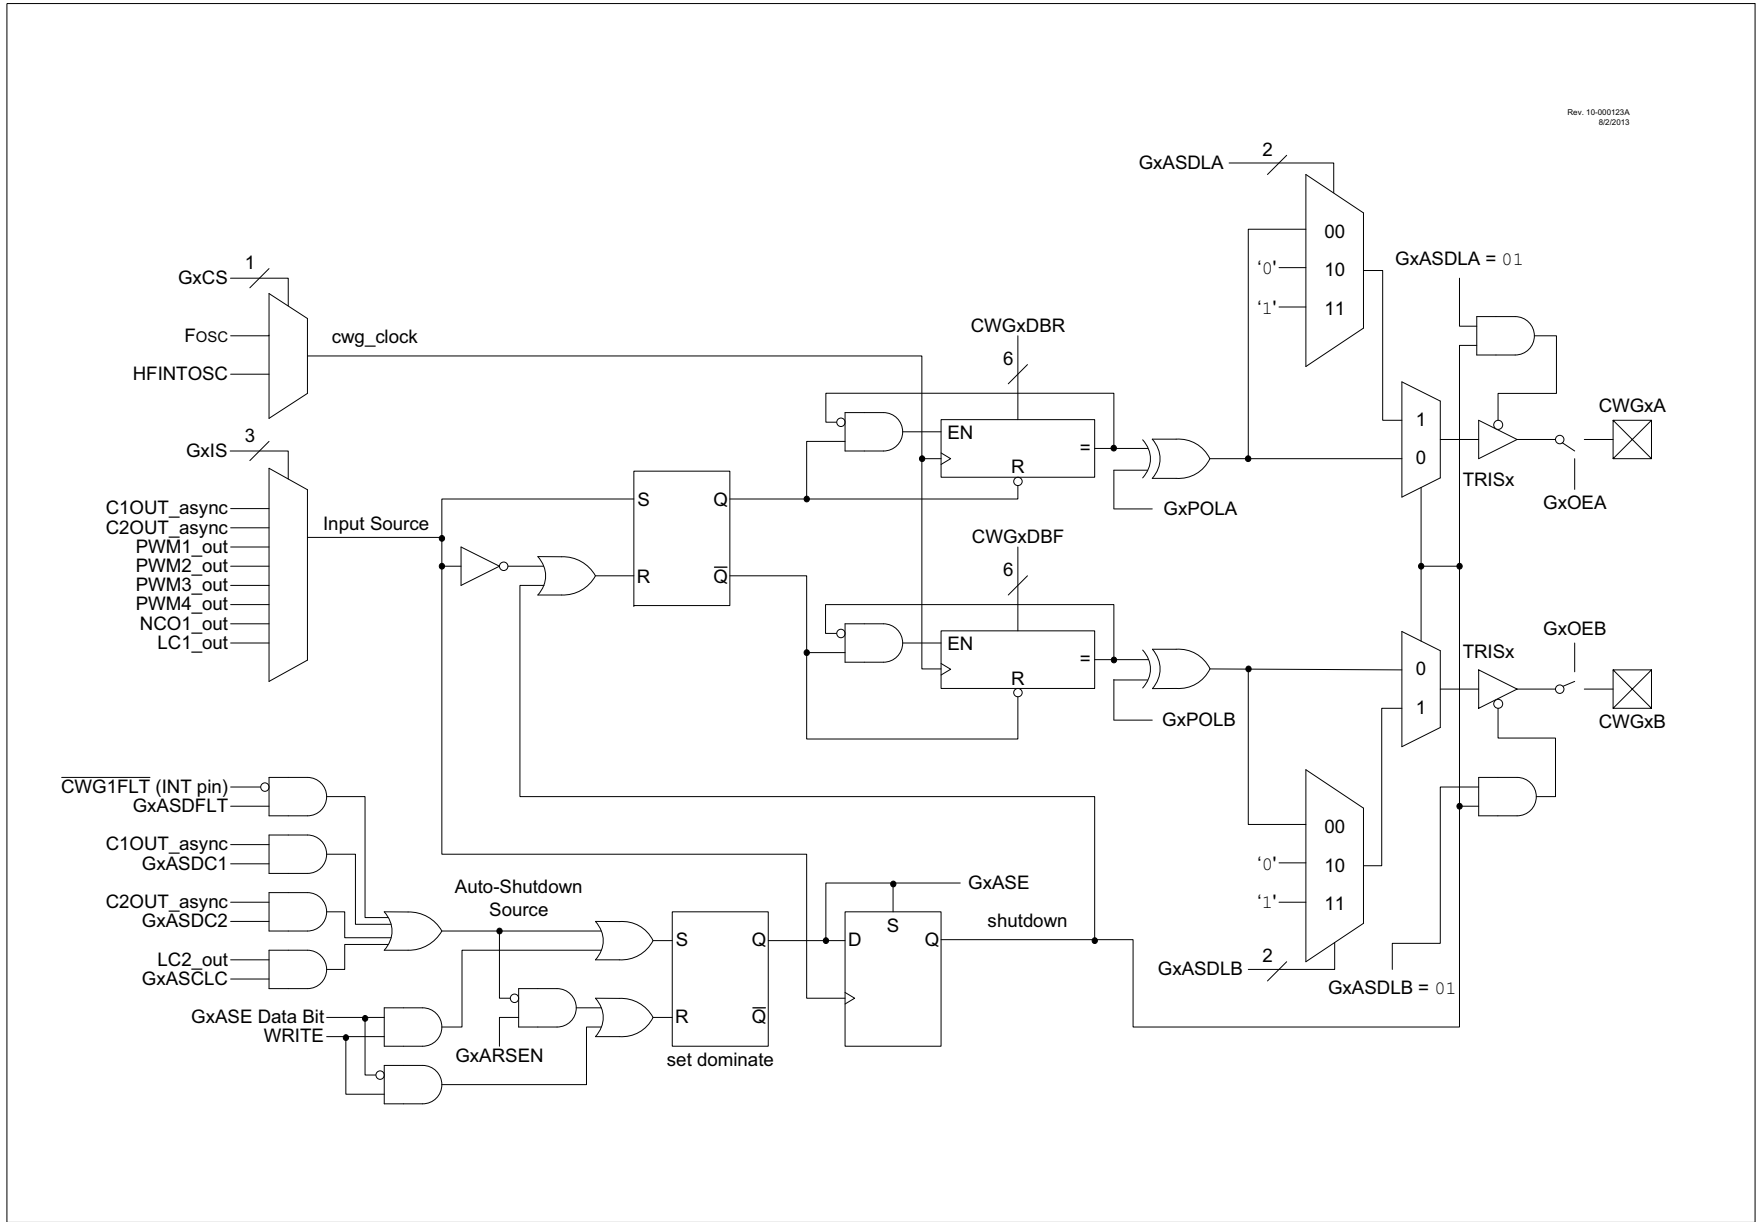 Rev. 10-000123A
8/2/2013
GxASDLA
2
00
‘0’
10
‘1’
11
GxASDLA = 01
GxCS
1
FOSC
HFINTOSC
cwg_clock
GxIS
3
C1OUT_async
C2OUT_async
PWM1_out
PWM2_out
PWM3_out
PWM4_out
NCO1_out
LC1_out
Input Source
S
Q
R
Q̅
CWGxDBR
6
EN
=
R
GxPOLA
CWGxDBF
6
EN
=
R
GxPOLB
1
0
TRISx
GxOEA
CWGxA
0
1
TRISx
GxOEB
CWGxB
C̅W̅G̅1̅F̅L̅T̅ (INT pin)
GxASDFLT
C1OUT_async
GxASDC1
C2OUT_async
GxASDC2
LC2_out
GxASCLC
GxASE Data Bit
WRITE
Auto-Shutdown
Source
GxARSEN
S
Q
R
Q̅
set dominate
GxASE
S
D
Q
shutdown
00
‘0’
10
‘1’
11
GxASDLB
2
GxASDLB = 01